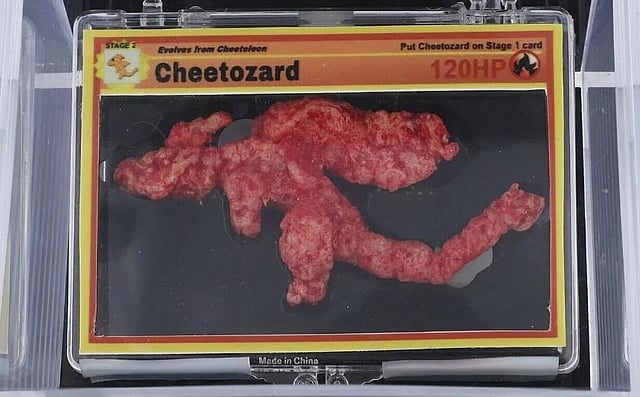 STAGE 2
Evolves from Cheeteleon
Put Cheetozard on Stage 1 card
Cheetozard
120HP
Made in China